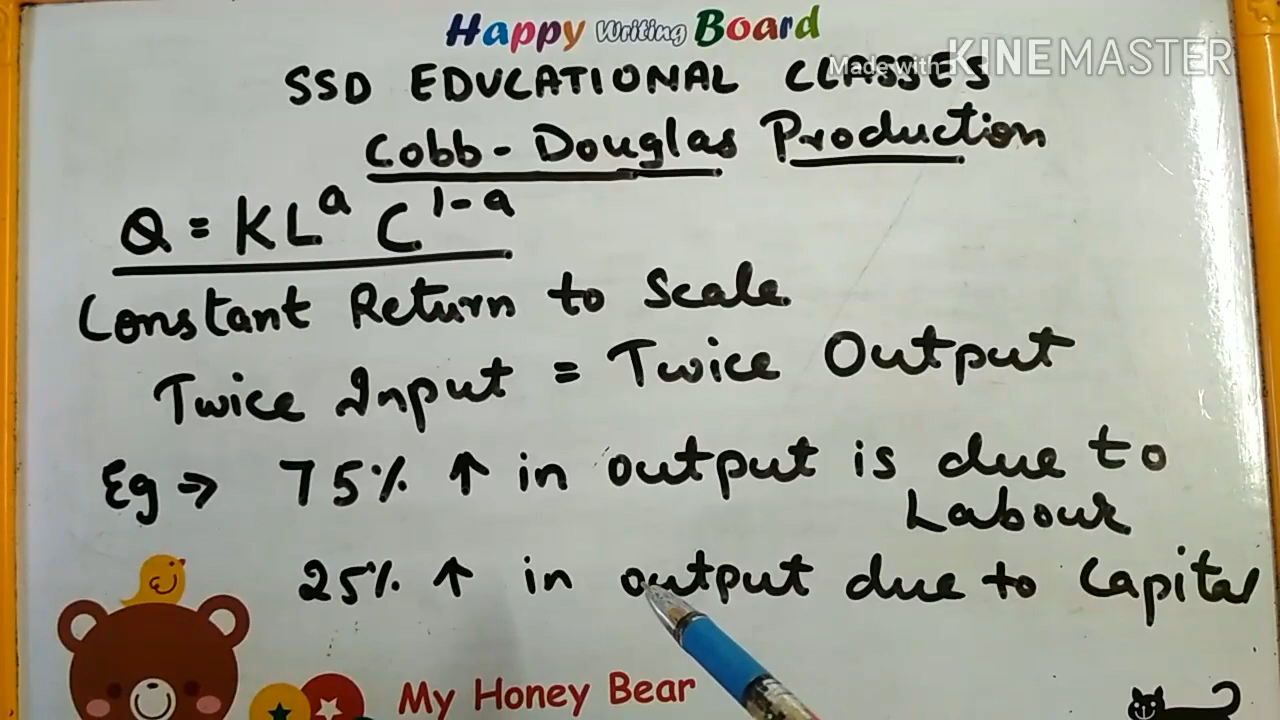 Happy Writing Board
Made with KINEMASTER
SSD EDUCATIONAL CLASSES
Cobb-Douglas Production
Q = KL^a C^1-a
Constant Return to Scale.
Twice Input = Twice Output
Eg ⇒ 75% ↑ in output is due to
Labour
25% ↑ in output due to Capital
My Honey Bear